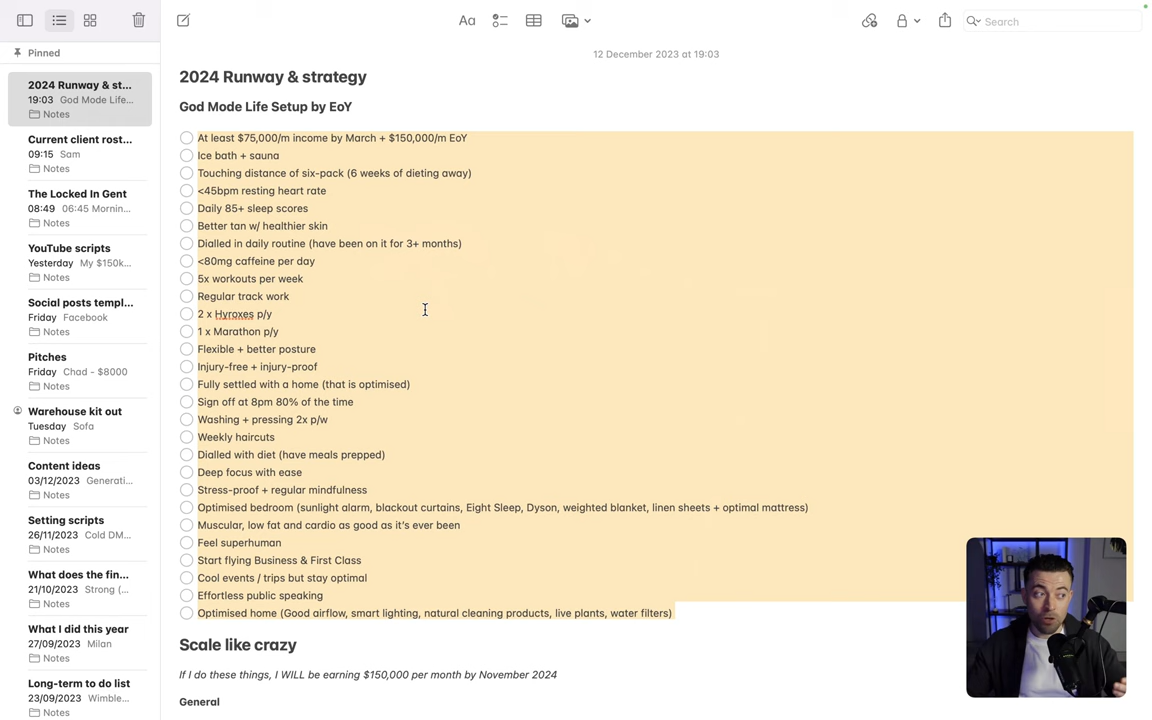 Search
Pinned
2024 Runway & st...
19:03 God Mode Life...
Notes
Current client rost...
09:15 Sam
Notes
The Locked In Gent
08:49 06:45 Mornin...
Notes
YouTube scripts
Yesterday My $150k...
Notes
Social posts templ...
Friday Facebook
Notes
Pitches
Friday Chad - $8000
Notes
Warehouse kit out
Tuesday Sofa
Notes
Content ideas
03/12/2023 Generati...
Notes
Setting scripts
26/11/2023 Cold DM...
Notes
What does the fin...
21/10/2023 Strong (...
Notes
What I did this year
27/09/2023 Milan
Notes
Long-term to do list
23/09/2023 Wimble...
Notes
Aa
12 December 2023 at 19:03
2024 Runway & strategy
God Mode Life Setup by EoY
At least $75,000/m income by March + $150,000/m EoY
Ice bath + sauna
Touching distance of six-pack (6 weeks of dieting away)
<45bpm resting heart rate
Daily 85+ sleep scores
Better tan w/ healthier skin
Dialled in daily routine (have been on it for 3+ months)
<80mg caffeine per day
5x workouts per week
Regular track work
2 x Hyroxes p/y
1 x Marathon p/y
Flexible + better posture
Injury-free + injury-proof
Fully settled with a home (that is optimised)
Sign off at 8pm 80% of the time
Washing + pressing 2x p/w
Weekly haircuts
Dialled with diet (have meals prepped)
Deep focus with ease
Stress-proof + regular mindfulness
Optimised bedroom (sunlight alarm, blackout curtains, Eight Sleep, Dyson, weighted blanket, linen sheets + optimal mattress)
Muscular, low fat and cardio as good as it's ever been
Feel superhuman
Start flying Business & First Class
Cool events / trips but stay optimal
Effortless public speaking
Optimised home (Good airflow, smart lighting, natural cleaning products, live plants, water filters)
Scale like crazy
If I do these things, I WILL be earning $150,000 per month by November 2024
General